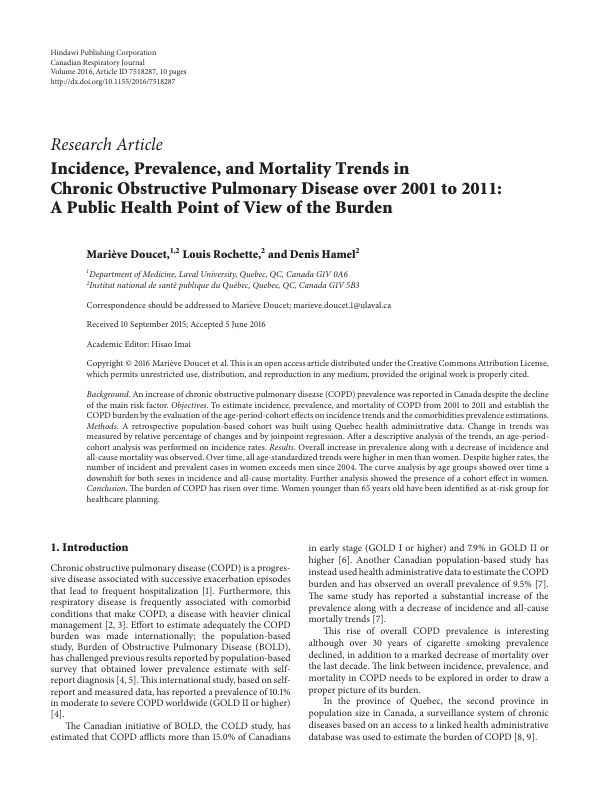 Hindawi Publishing Corporation
Canadian Respiratory Journal
Volume 2016, Article ID 7518287, 10 pages
http://dx.doi.org/10.1155/2016/7518287
Research Article
Incidence, Prevalence, and Mortality Trends in
Chronic Obstructive Pulmonary Disease over 2001 to 2011:
A Public Health Point of View of the Burden
Mariève Doucet,1,2 Louis Rochette,2 and Denis Hamel2
1Department of Medicine, Laval University, Quebec, QC, Canada G1V 0A6
2Institut national de santé publique du Québec, Quebec, QC, Canada G1V 5B3
Correspondence should be addressed to Mariève Doucet; marieve.doucet.1@ulaval.ca
Received 10 September 2015; Accepted 5 June 2016
Academic Editor: Hisao Imai
Copyright © 2016 Mariève Doucet et al. This is an open access article distributed under the Creative Commons Attribution License,
which permits unrestricted use, distribution, and reproduction in any medium, provided the original work is properly cited.
Background. An increase of chronic obstructive pulmonary disease (COPD) prevalence was reported in Canada despite the decline
of the main risk factor. Objectives. To estimate incidence, prevalence, and mortality of COPD from 2001 to 2011 and establish the
COPD burden by the evaluation of the age-period-cohort effects on incidence trends and the comorbidities prevalence estimations.
Methods. A retrospective population-based cohort was built using Quebec health administrative data. Change in trends was
measured by relative percentage of changes and by joinpoint regression. After a descriptive analysis of the trends, an age-period-
cohort analysis was performed on incidence rates. Results. Overall increase in prevalence along with a decrease of incidence and
all-cause mortality was observed. Over time, all age-standardized trends were higher in men than women. Despite higher rates, the
number of incident and prevalent cases in women exceeds men since 2004. The curve analysis by age groups showed over time a
downshift for both sexes in incidence and all-cause mortality. Further analysis showed the presence of a cohort effect in women.
Conclusion. The burden of COPD has risen over time. Women younger than 65 years old have been identified as at-risk group for
healthcare planning.
1. Introduction
Chronic obstructive pulmonary disease (COPD) is a progres-
sive disease associated with successive exacerbation episodes
that lead to frequent hospitalization [1]. Furthermore, this
respiratory disease is frequently associated with comorbid
conditions that make COPD, a disease with heavier clinical
management [2, 3]. Effort to estimate adequately the COPD
burden was made internationally; the population-based
study, Burden of Obstructive Pulmonary Disease (BOLD),
has challenged previous results reported by population-based
survey that obtained lower prevalence estimate with self-
report diagnosis [4, 5]. This international study, based on self-
report and measured data, has reported a prevalence of 10.1%
in moderate to severe COPD worldwide (GOLD II or higher)
[4].
The Canadian initiative of BOLD, the COLD study, has
estimated that COPD afflicts more than 15.0% of Canadians
in early stage (GOLD I or higher) and 7.9% in GOLD II or
higher [6]. Another Canadian population-based study has
instead used health administrative data to estimate the COPD
burden and has observed an overall prevalence of 9.5% [7].
The same study has reported a substantial increase of the
prevalence along with a decrease of incidence and all-cause
mortally trends [7].
This rise of overall COPD prevalence is interesting
although over 30 years of cigarette smoking prevalence
declined, in addition to a marked decrease of mortality over
the last decade. The link between incidence, prevalence, and
mortality in COPD needs to be explored in order to draw a
proper picture of its burden.
In the province of Quebec, the second province in
population size in Canada, a surveillance system of chronic
diseases based on an access to a linked health administrative
database was used to estimate the burden of COPD [8, 9].